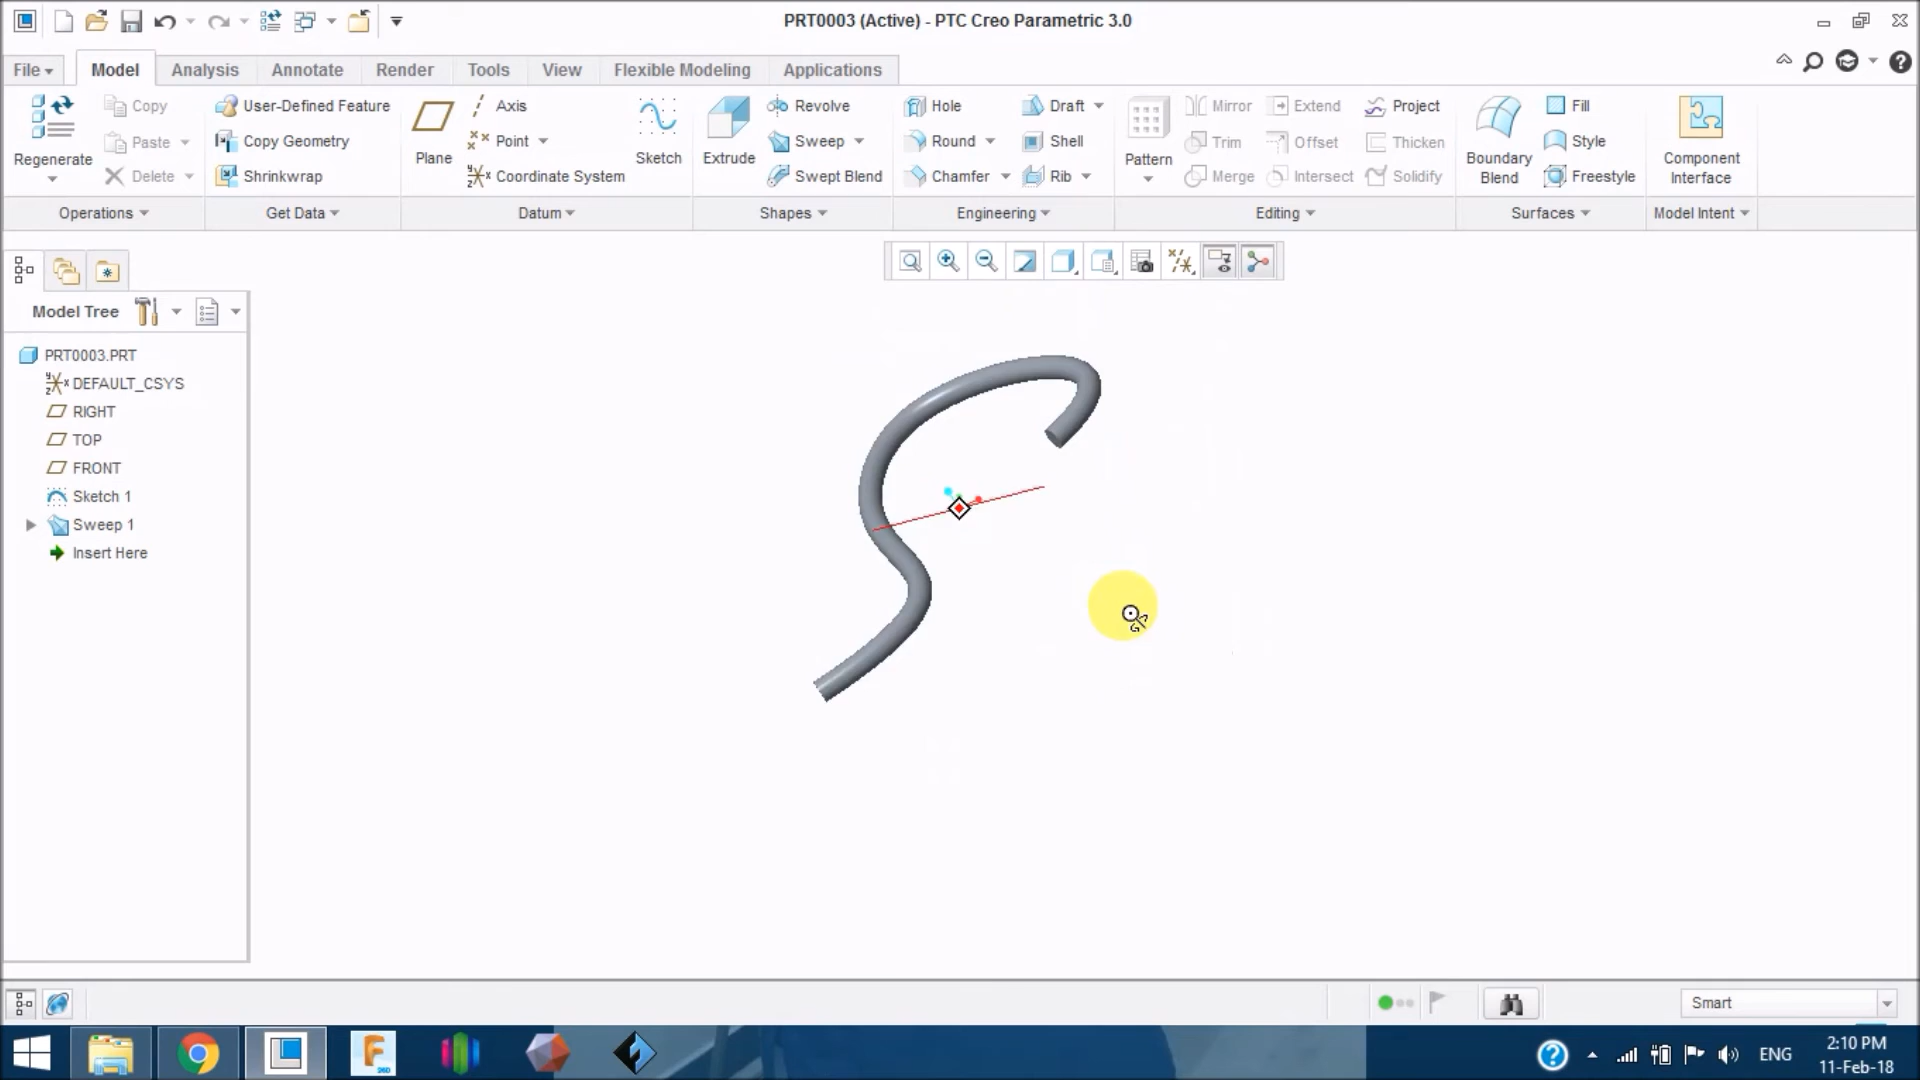 PRT0003 (Active) - PTC Creo Parametric 3.0
File Model Analysis Annotate Render Tools View Flexible Modeling Applications
Regenerate Copy Paste Delete
User-Defined Feature
Copy Geometry
Shrinkwrap
Plane Axis Point Coordinate System
Sketch
Extrude Revolve Sweep Swept Blend
Hole Round Chamfer
Draft Shell Rib
Pattern Mirror Trim Merge
Extend Offset Intersect
Project Thicken Solidify
Boundary Blend
Fill Style Freestyle
Component Interface
Operations Get Data Datum Shapes Engineering Editing Surfaces Model Intent
Model Tree
PRT0003.PRT
DEFAULT_CSYS
RIGHT
TOP
FRONT
Sketch 1
Sweep 1
Insert Here
Smart
ENG
2:10 PM
11-Feb-18